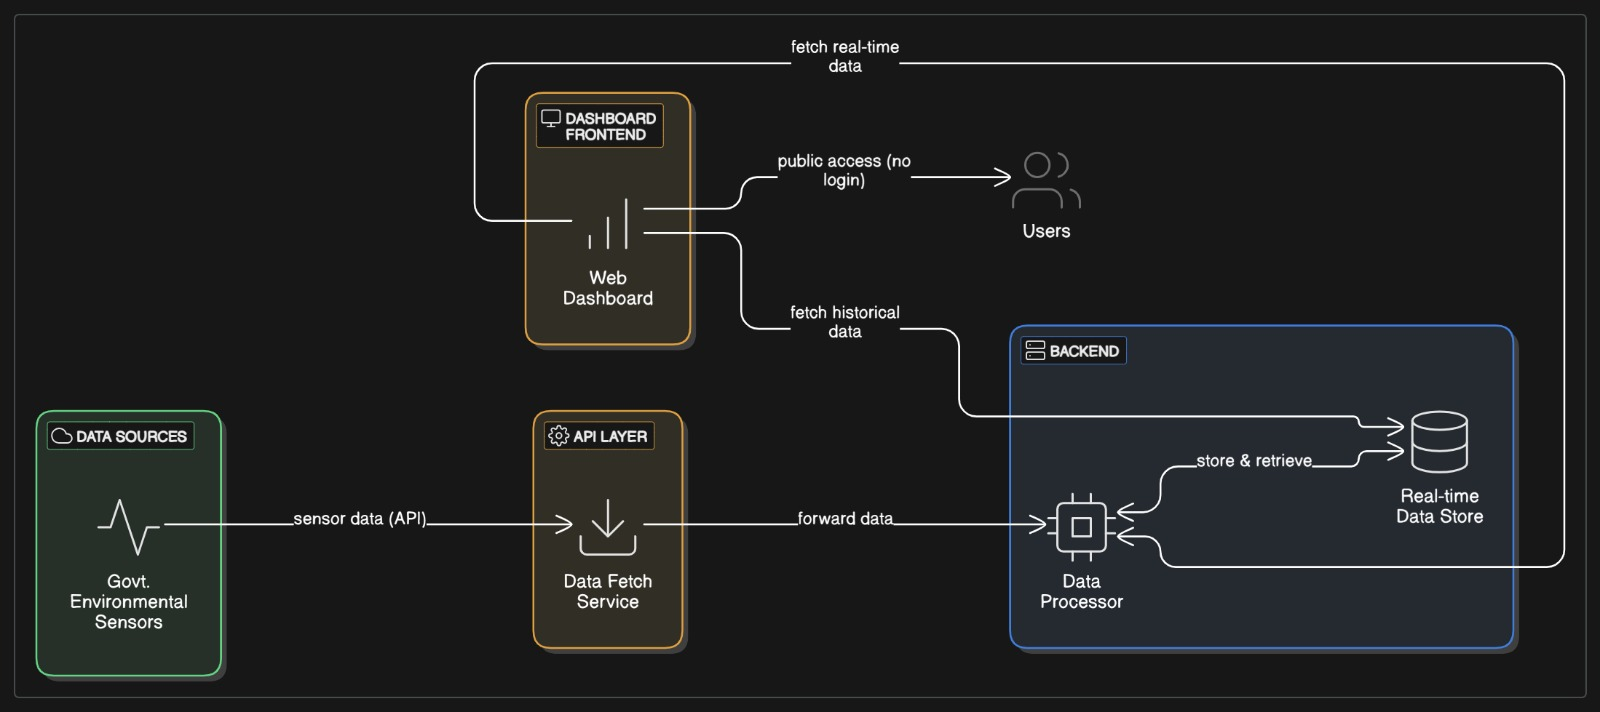 fetch real-time
data
DASHBOARD
FRONTEND
public access (no
login)
Users
Web
Dashboard
fetch historical
data
BACKEND
DATA SOURCES
API LAYER
store & retrieve
Real-time
Data Store
sensor data (API)
forward data
Govt.
Environmental
Sensors
Data Fetch
Service
Data
Processor